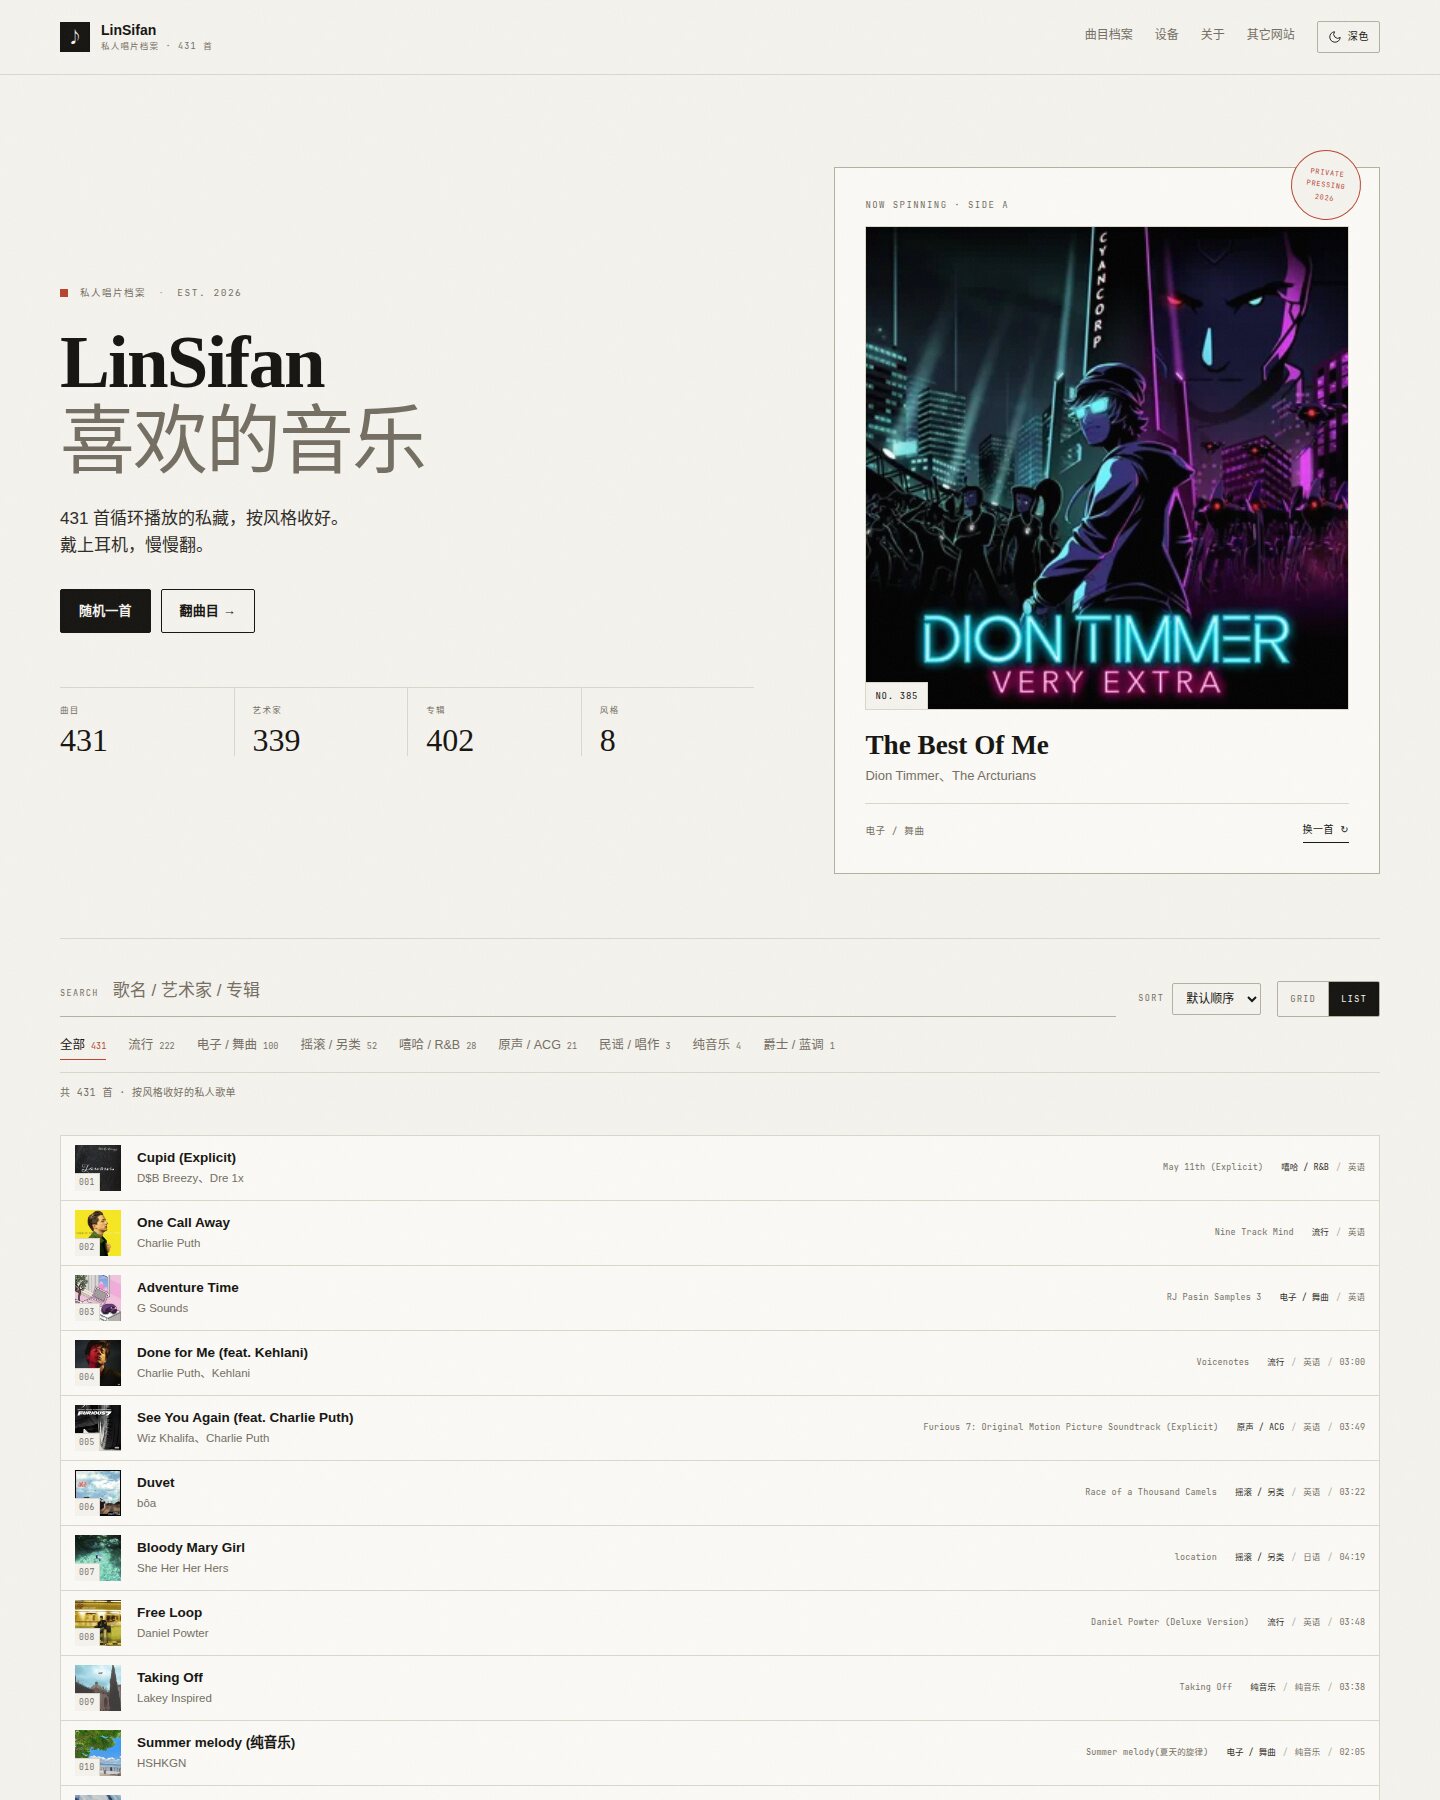 LinSifan
私人唱片档案 · 431 首
曲目档案 设备 关于 其它网站 深色
PRIVATE
PRESSING
2026
NOW SPINNING · SIDE A
CYANCORP
DION TIMMER
VERY EXTRA
NO. 385
The Best Of Me
Dion Timmer、The Arcturians
电子 / 舞曲
换一首 ↻
私人唱片档案 · EST. 2026
LinSifan
喜欢的音乐
431 首循环播放的私藏，按风格收好。
戴上耳机，慢慢翻。
随机一首 翻曲目 →
曲目 艺术家 专辑 风格
431 339 402 8
SEARCH 歌名 / 艺术家 / 专辑 SORT 默认顺序 GRID LIST
全部 431 流行 222 电子 / 舞曲 100 摇滚 / 另类 52 嘻哈 / R&B 28 原声 / ACG 21 民谣 / 唱作 3 纯音乐 4 爵士 / 蓝调 1
共 431 首 · 按风格收好的私人歌单
001
Cupid (Explicit)
D$B Breezy、Dre 1x
May 11th (Explicit) 嘻哈 / R&B / 英语
002
One Call Away
Charlie Puth
Nine Track Mind 流行 / 英语
003
Adventure Time
G Sounds
RJ Pasin Samples 3 电子 / 舞曲 / 英语
004
Done for Me (feat. Kehlani)
Charlie Puth、Kehlani
Voicenotes 流行 / 英语 / 03:00
FURIOUS7
005
See You Again (feat. Charlie Puth)
Wiz Khalifa、Charlie Puth
Furious 7: Original Motion Picture Soundtrack (Explicit) 原声 / ACG / 英语 / 03:49
006
Duvet
bôa
Race of a Thousand Camels 摇滚 / 另类 / 英语 / 03:22
007
Bloody Mary Girl
She Her Her Hers
location 摇滚 / 另类 / 日语 / 04:19
008
Free Loop
Daniel Powter
Daniel Powter (Deluxe Version) 流行 / 英语 / 03:48
009
Taking Off
Lakey Inspired
Taking Off 纯音乐 / 纯音乐 / 03:38
010
Summer melody (纯音乐)
HSHKGN
Summer melody(夏天的旋律) 电子 / 舞曲 / 纯音乐 / 02:05